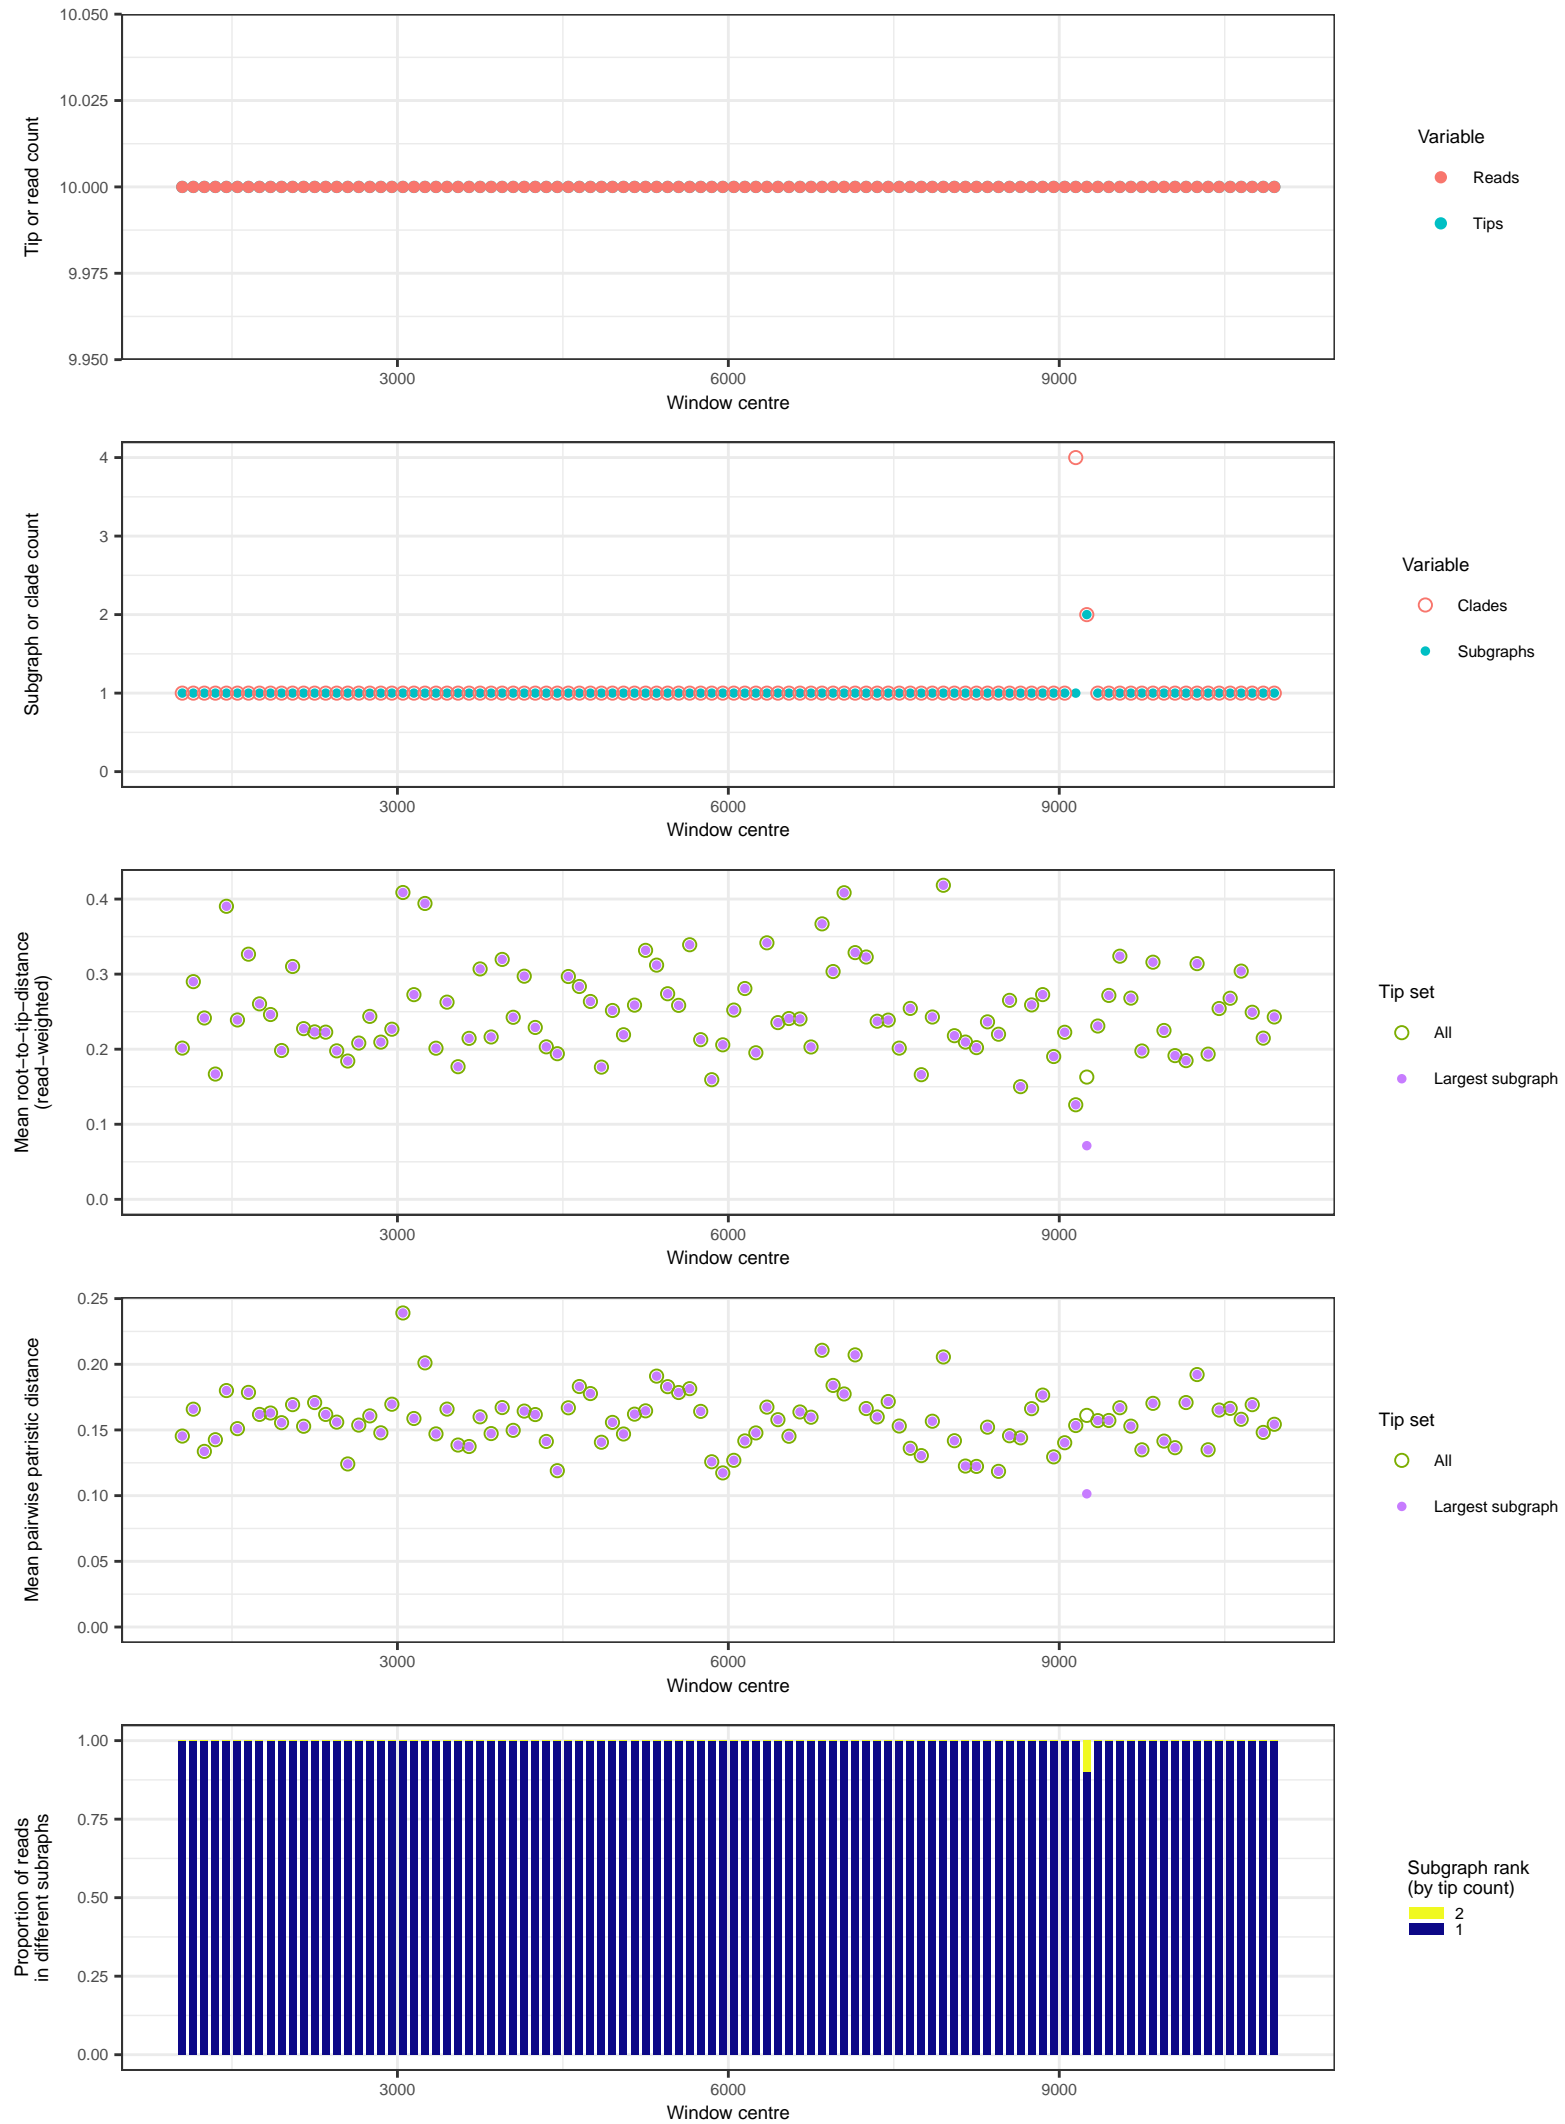 10.050
10.025
10.000
9.975
9.950
Tip or read count
3000 6000 9000
Window centre
Variable
Reads
Tips
4
3
2
1
0
Subgraph or clade count
3000 6000 9000
Window centre
Variable
Clades
Subgraphs
0.4
0.3
0.2
0.1
0.0
Mean root−to−tip−distance
(read−weighted)
3000 6000 9000
Window centre
Tip set
All
Largest subgraph
0.25
0.20
0.15
0.10
0.05
0.00
Mean pairwise patristic distance
3000 6000 9000
Window centre
Tip set
All
Largest subgraph
1.00
0.75
0.50
0.25
0.00
Proportion of reads
in different subraphs
3000 6000 9000
Window centre
Subgraph rank
(by tip count)
2
1